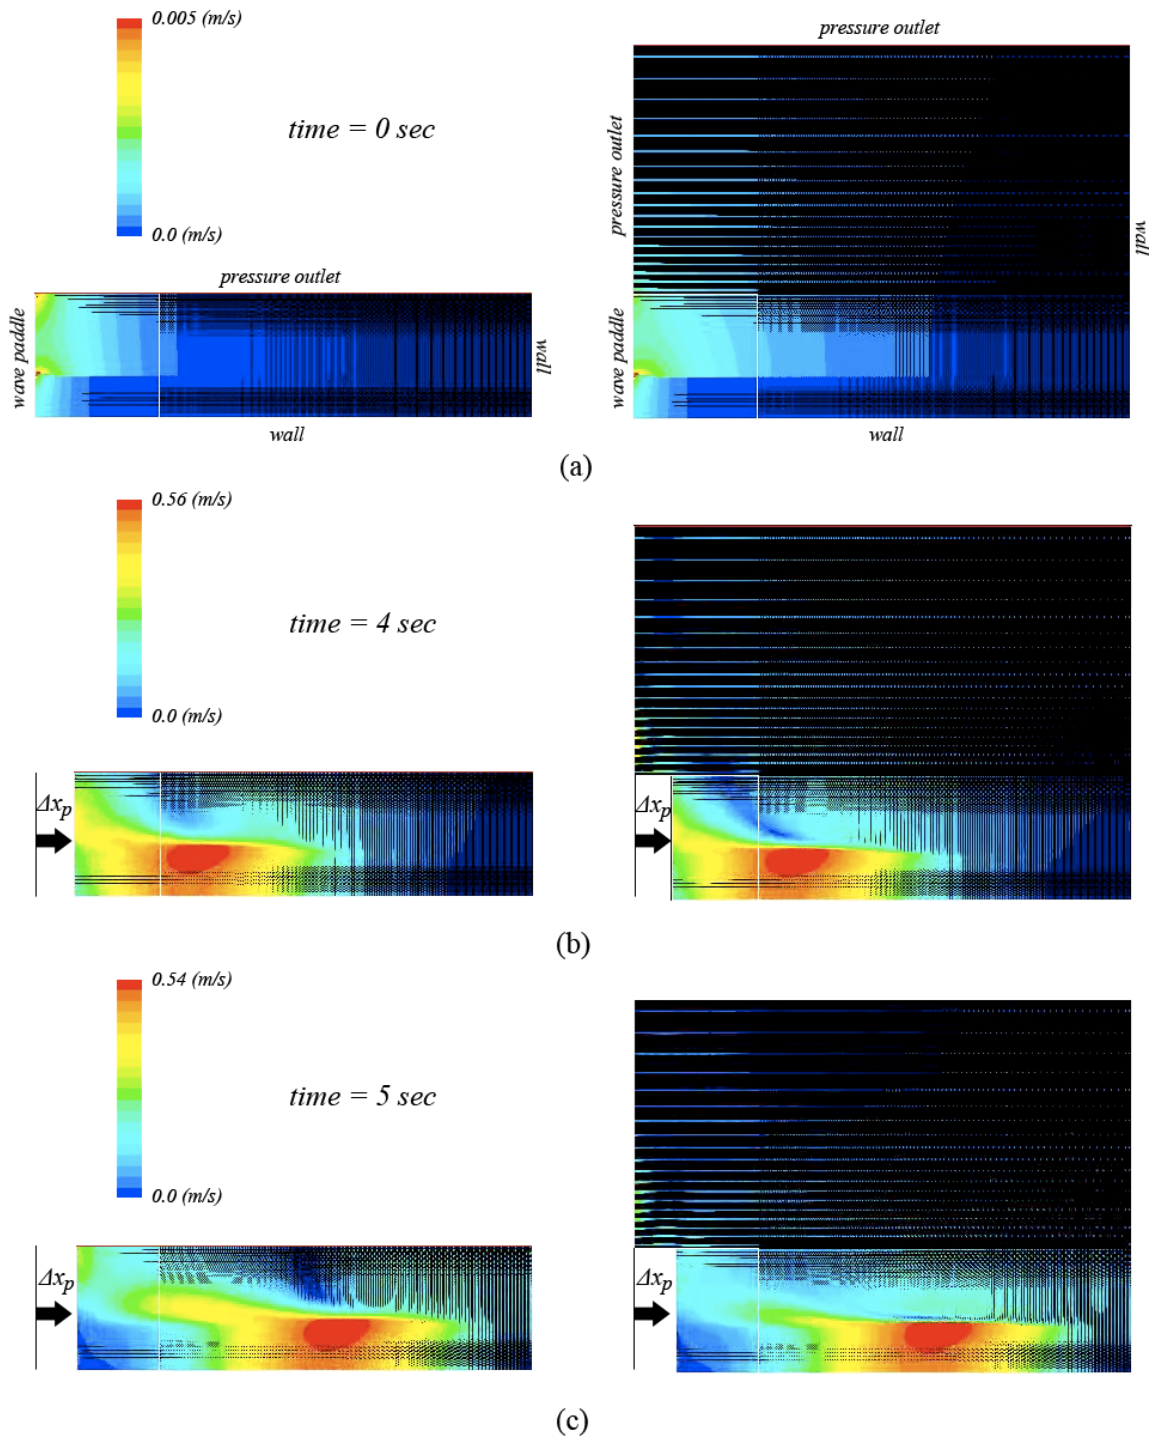 0.005 (m/s)
time = 0 sec
0.0 (m/s)
pressure outlet
wave paddle
wall
wall
pressure outlet
pressure outlet
wall
wave paddle
wall
(a)
0.56 (m/s)
time = 4 sec
0.0 (m/s)
Δxp
Δxp
(b)
0.54 (m/s)
time = 5 sec
0.0 (m/s)
Δxp
Δxp
(c)